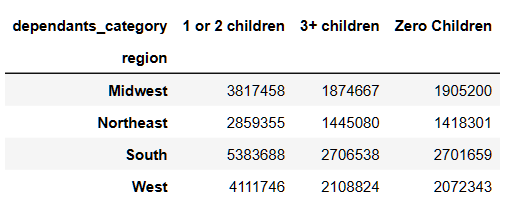 dependants_category 1 or 2 children 3+ children Zero Children
region
Midwest 3817458 1874667 1905200
Northeast 2859355 1445080 1418301
South 5383688 2706538 2701659
West 4111746 2108824 2072343